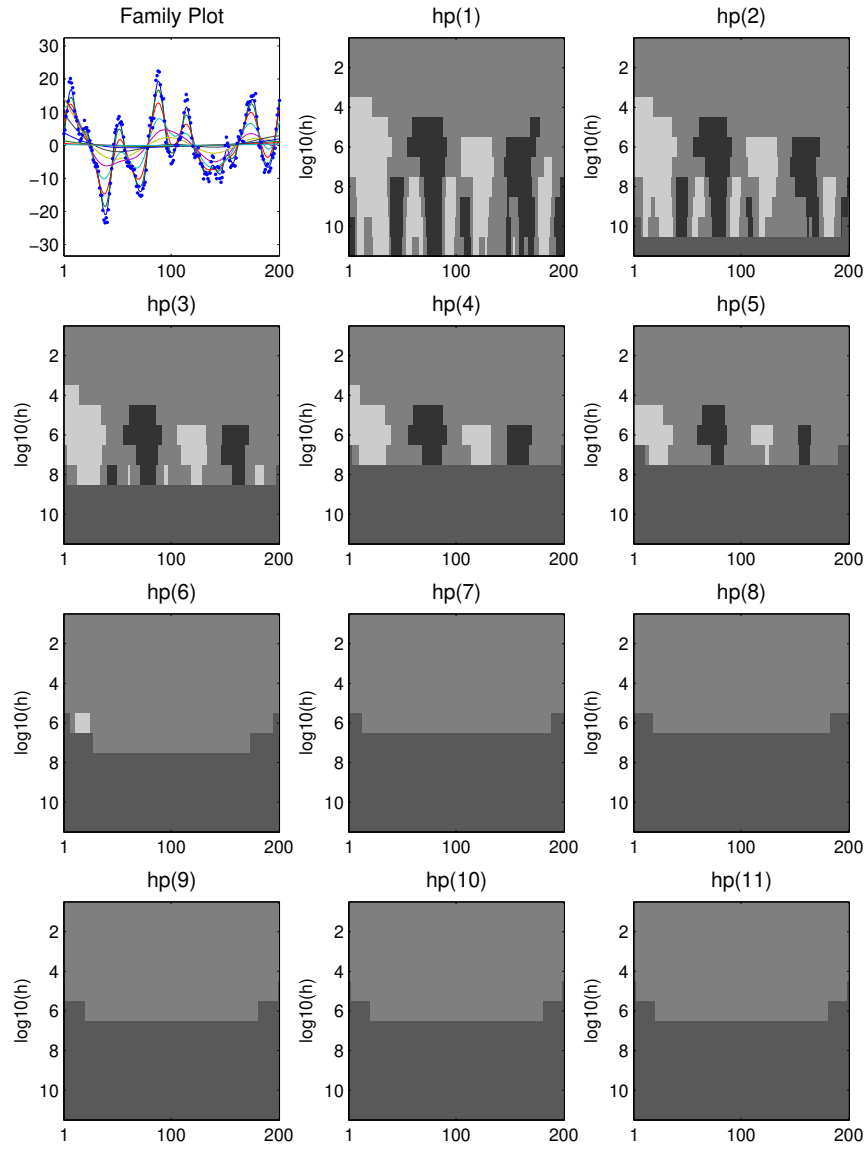 Family Plot
30
20
10
0
−10
−20
−30
1 100 200
hp(1)
log10(h)
2
4
6
8
10
1 100 200
hp(2)
log10(h)
2
4
6
8
10
1 100 200
hp(3)
log10(h)
2
4
6
8
10
1 100 200
hp(4)
log10(h)
2
4
6
8
10
1 100 200
hp(5)
log10(h)
2
4
6
8
10
1 100 200
hp(6)
log10(h)
2
4
6
8
10
1 100 200
hp(7)
log10(h)
2
4
6
8
10
1 100 200
hp(8)
log10(h)
2
4
6
8
10
1 100 200
hp(9)
log10(h)
2
4
6
8
10
1 100 200
hp(10)
log10(h)
2
4
6
8
10
1 100 200
hp(11)
log10(h)
2
4
6
8
10
1 100 200